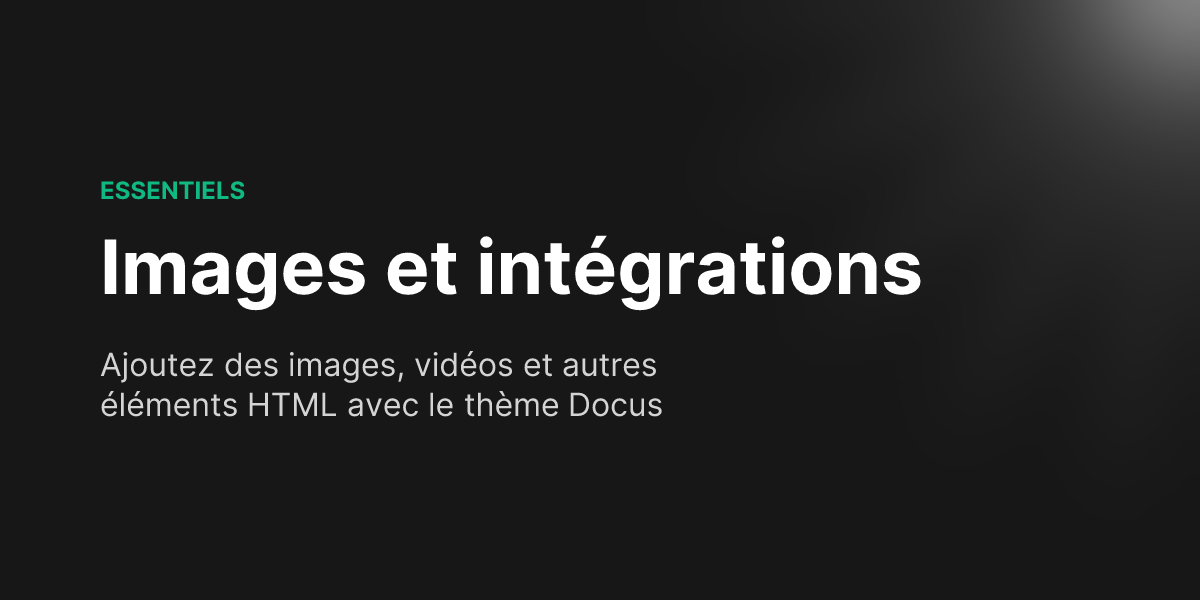 ESSENTIELS
Images et intégrations
Ajoutez des images, vidéos et autres
éléments HTML avec le thème Docus